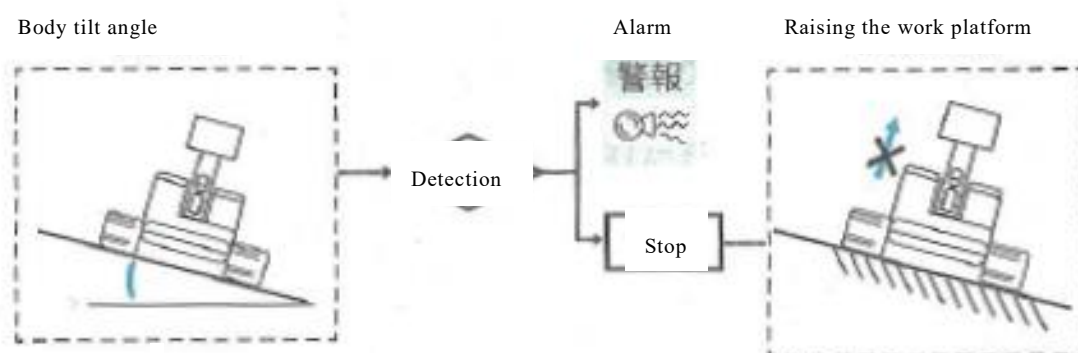 Body tilt angle
Alarm
Raising the work platform
警報
Detection
Stop